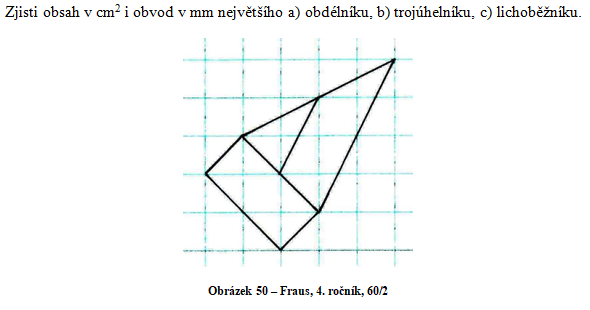 Zjisti obsah v cm² i obvod v mm největšího a) obdélníku, b) trojúhelníku, c) lichoběžníku.
Obrázek 50 – Fraus, 4. ročník, 60/2